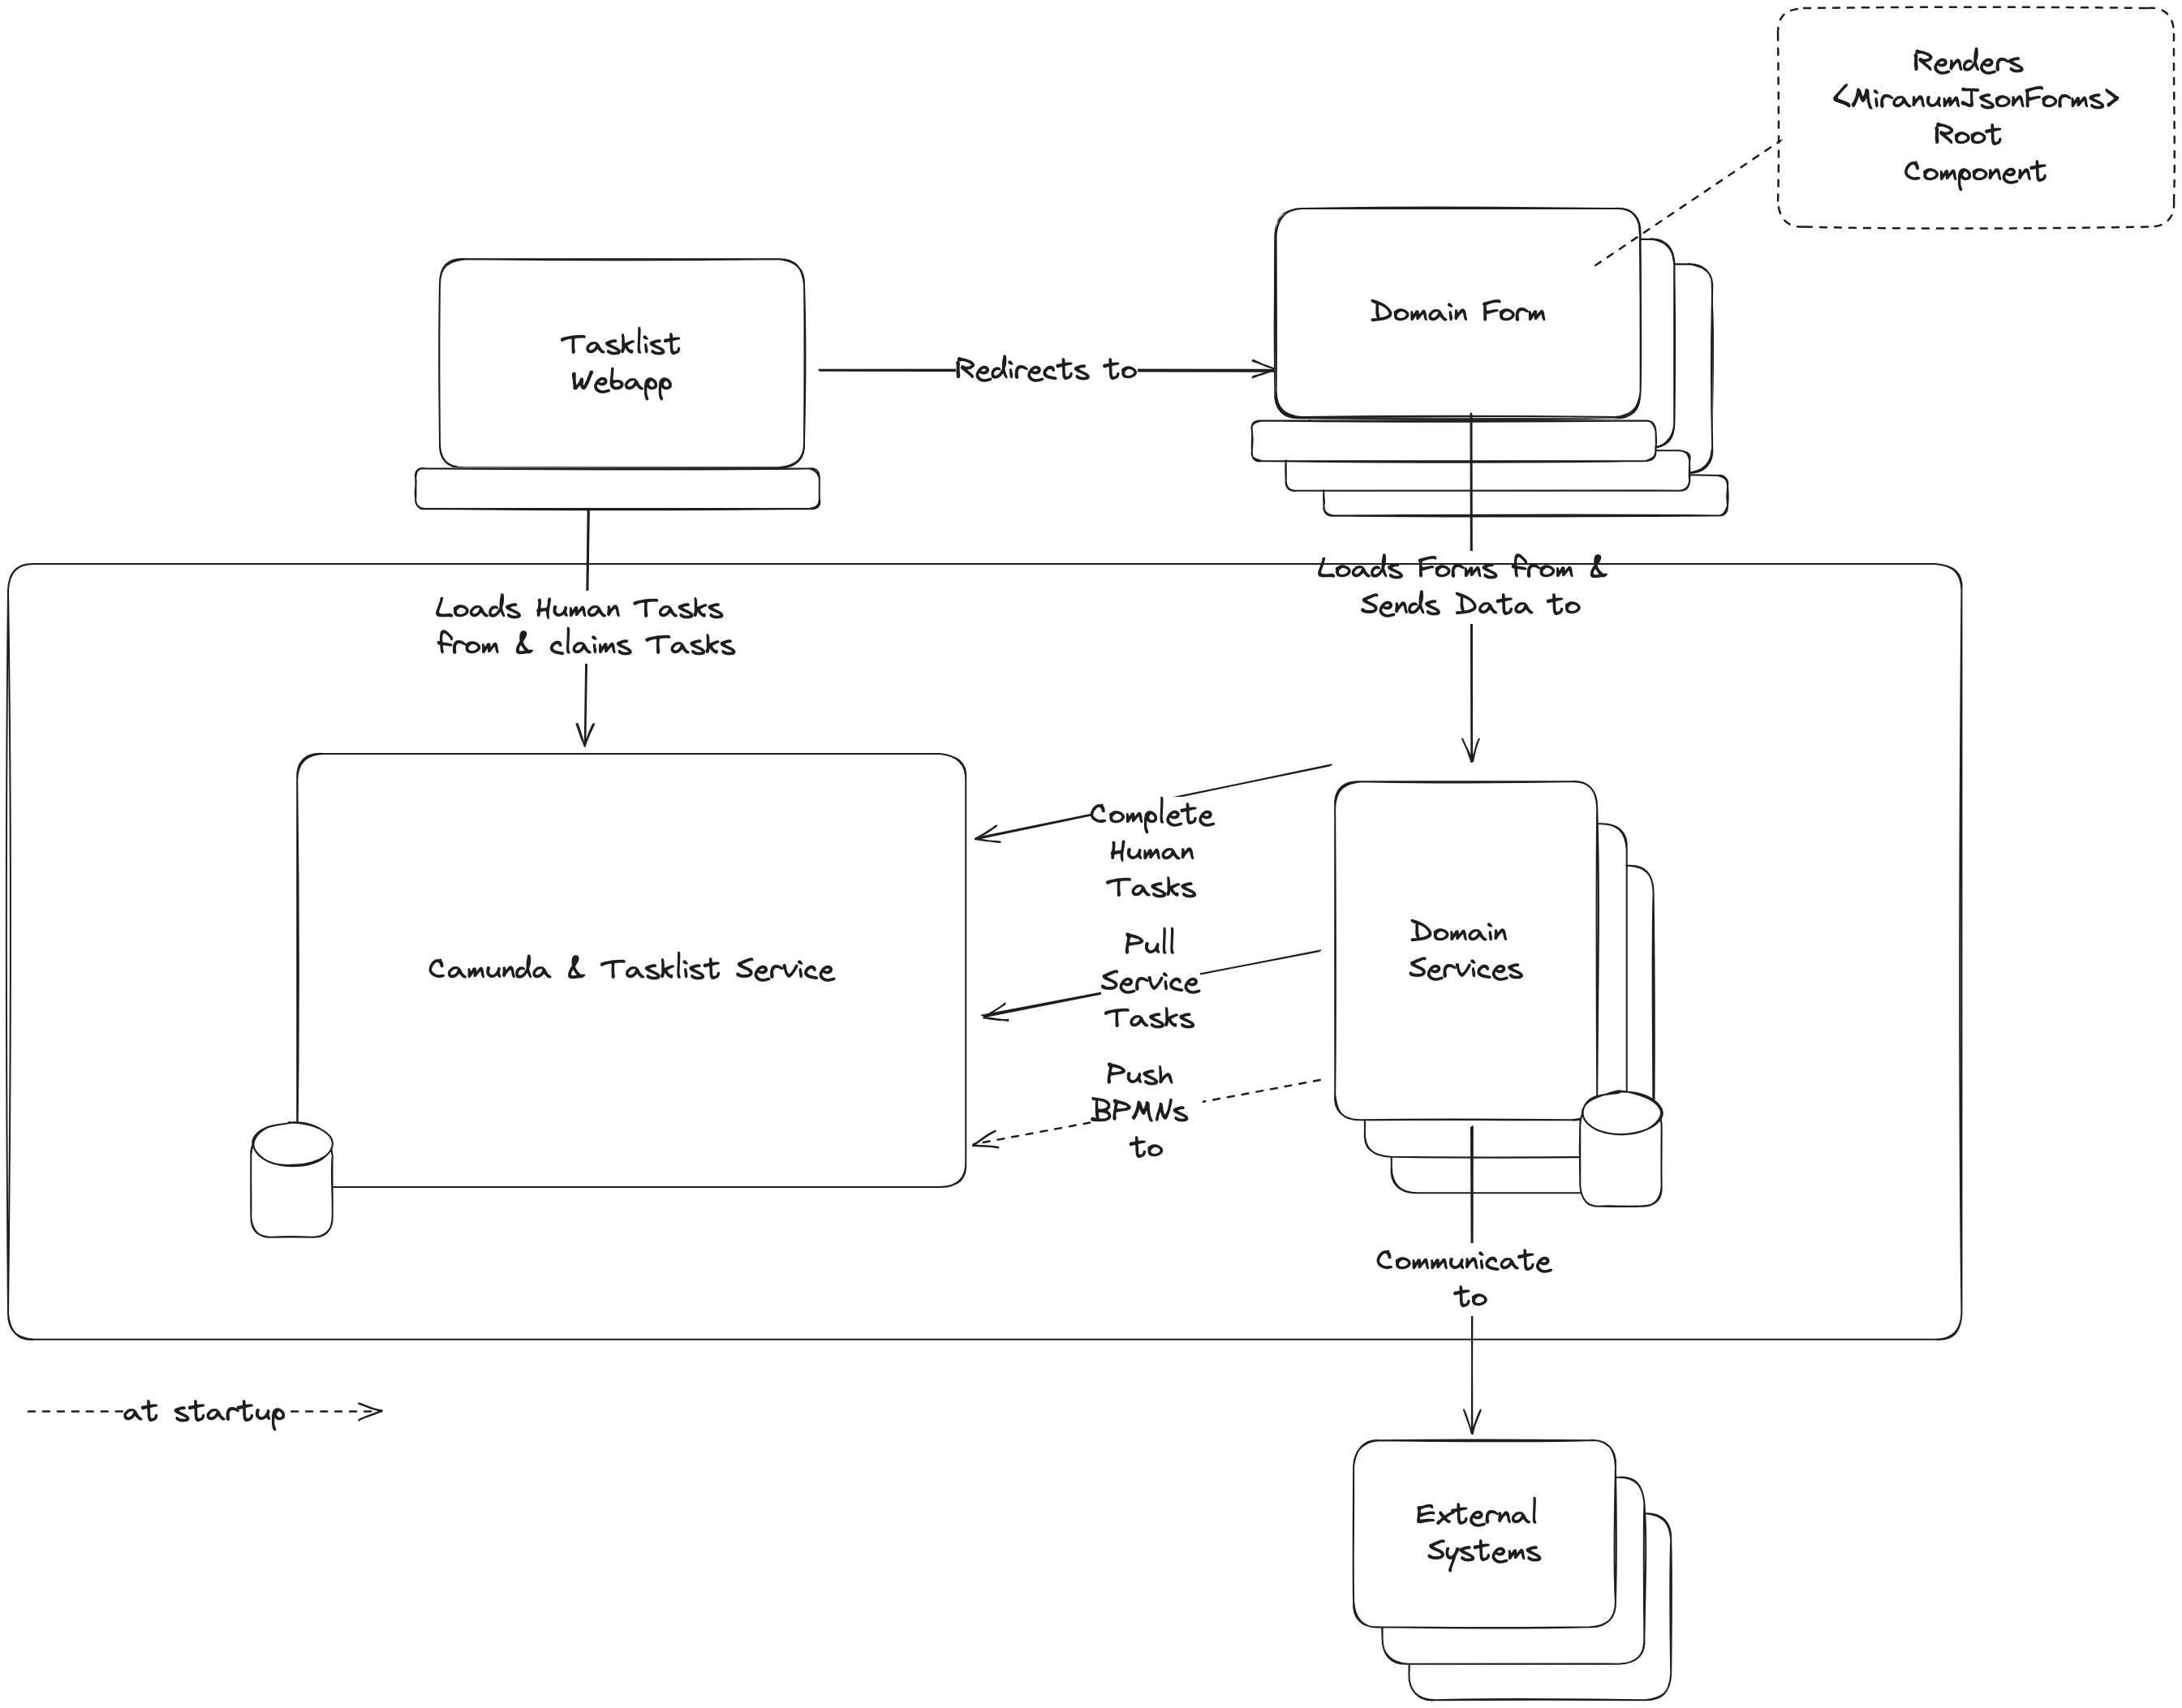 Renders
<MiranumJsonForms>
Root
Component
Domain Form
Tasklist
Webapp
Redirects to
Loads Forms from &
Sends Data to
Loads Human Tasks
from & claims Tasks
Complete
Human
Tasks
Pull
Service
Tasks
Domain
Services
Camunda & Tasklist Service
Push
BPMNs
to
Communicate
to
at startup
External
Systems